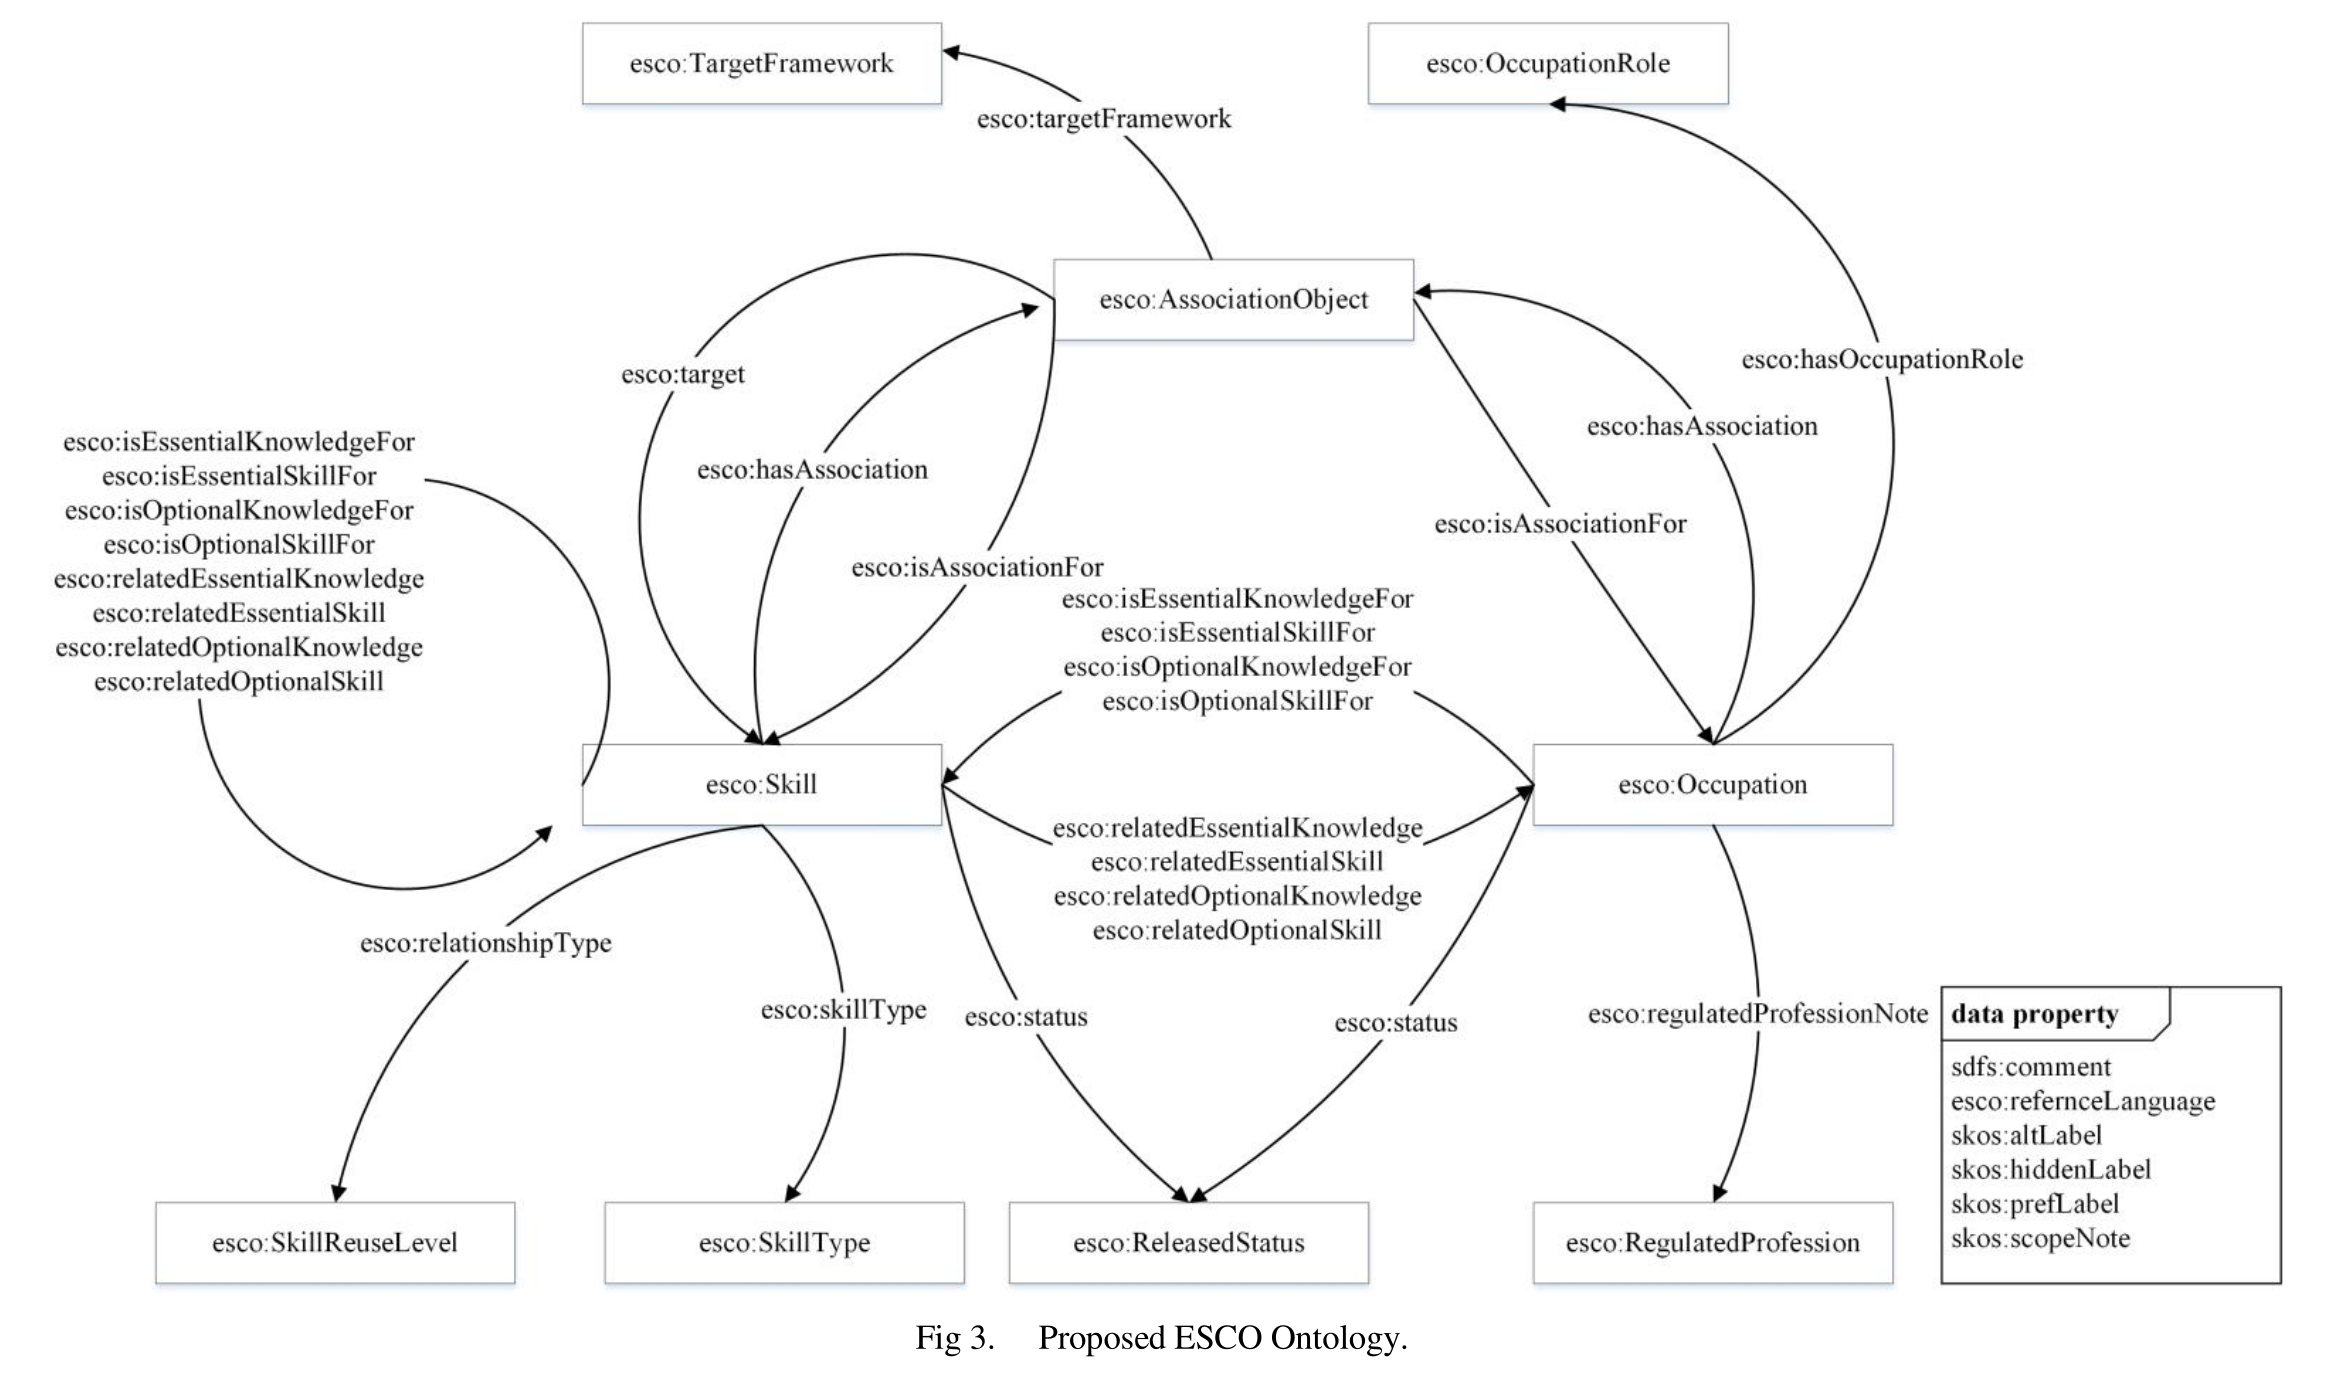 esco:TargetFramework
esco:OccupationRole
esco:targetFramework
esco:AssociationObject
esco:hasOccupationRole
esco:target
esco:hasAssociation
esco:hasAssociation
esco:isEssentialKnowledgeFor
esco:isEssentialSkillFor
esco:isOptionalKnowledgeFor
esco:isOptionalSkillFor
esco:relatedEssentialKnowledge
esco:relatedEssentialSkill
esco:relatedOptionalKnowledge
esco:relatedOptionalSkill
esco:isAssociationFor
esco:isAssociationFor
esco:isEssentialKnowledgeFor
esco:isEssentialSkillFor
esco:isOptionalKnowledgeFor
esco:isOptionalSkillFor
esco:Skill
esco:Occupation
esco:relatedEssentialKnowledge
esco:relatedEssentialSkill
esco:relatedOptionalKnowledge
esco:relatedOptionalSkill
esco:relationshipType
esco:skillType
esco:status
esco:status
esco:regulatedProfessionNote
data property
sdfs:comment
esco:refernceLanguage
skos:altLabel
skos:hiddenLabel
skos:prefLabel
skos:scopeNote
esco:SkillReuseLevel
esco:SkillType
esco:ReleasedStatus
esco:RegulatedProfession
Fig 3. Proposed ESCO Ontology.